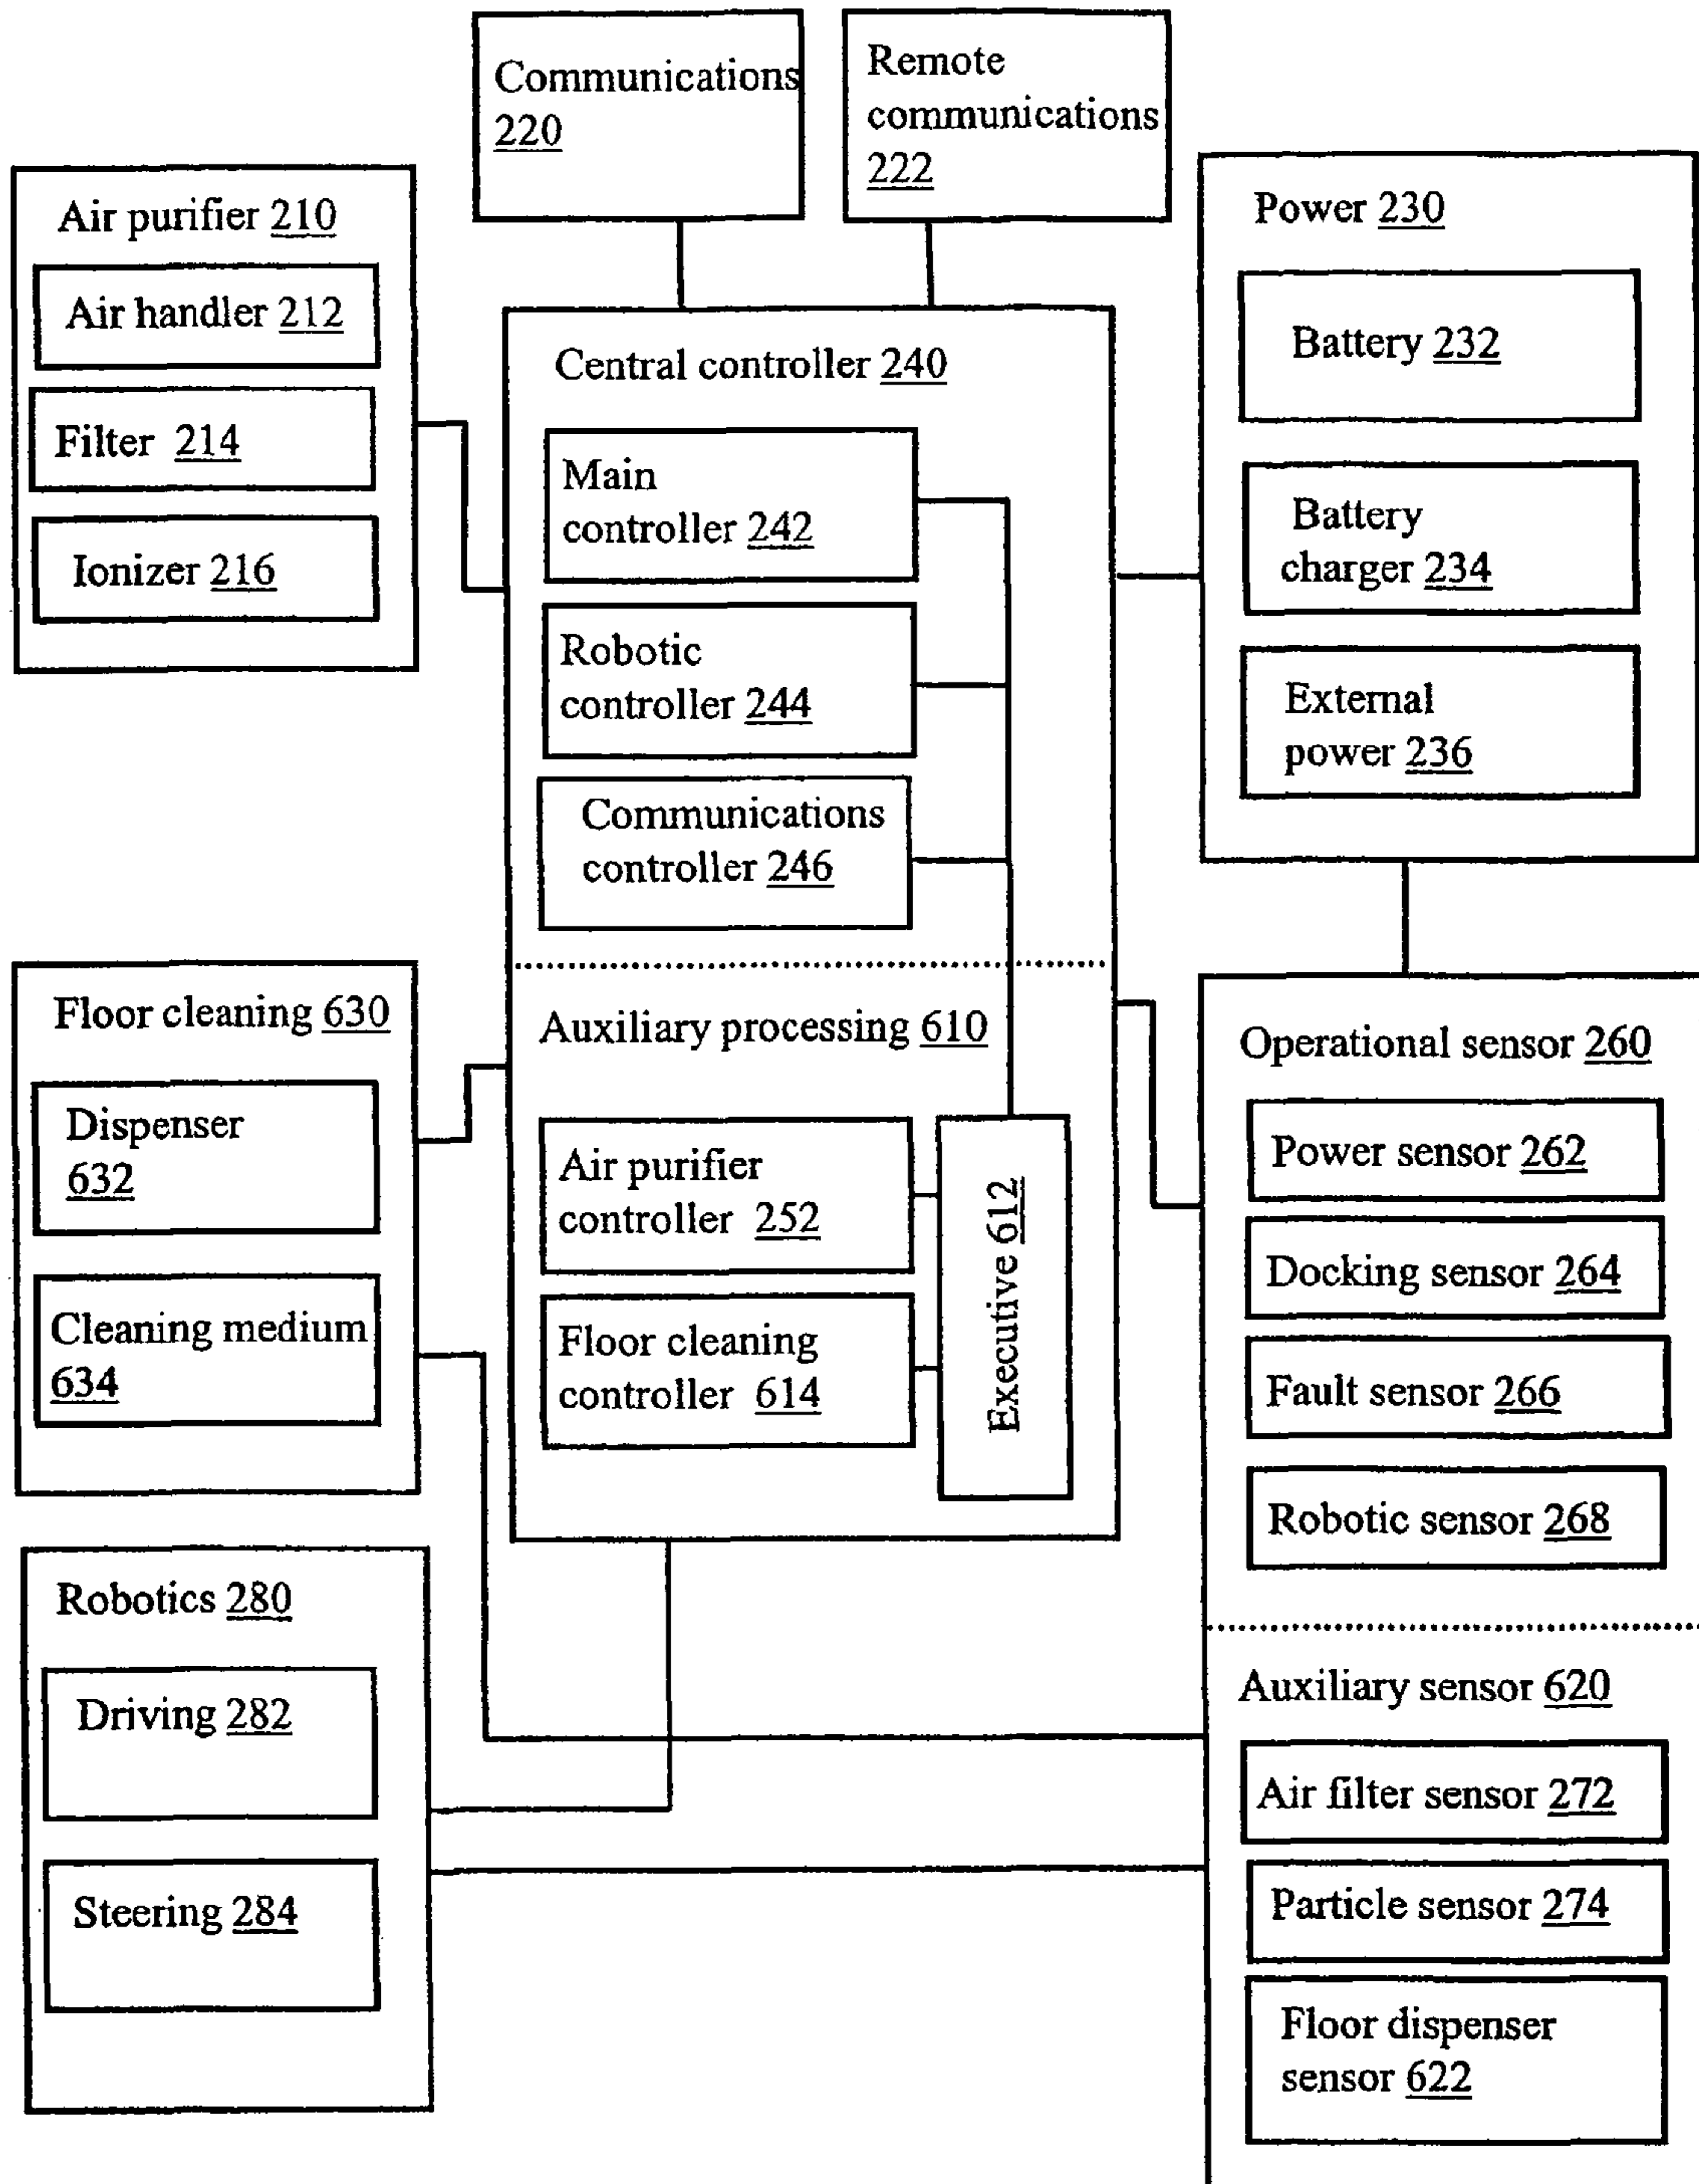 Communications
220
Remote
communications
222
Air purifier 210
Air handler 212
Filter 214
Ionizer 216
Power 230
Battery 232
Battery
charger 234
External
power 236
Central controller 240
Main
controller 242
Robotic
controller 244
Communications
controller 246
Auxiliary processing 610
Air purifier
controller 252
Floor cleaning
controller 614
Executive 612
Floor cleaning 630
Dispenser
632
Cleaning medium
634
Operational sensor 260
Power sensor 262
Docking sensor 264
Fault sensor 266
Robotic sensor 268
Robotics 280
Driving 282
Steering 284
Auxiliary sensor 620
Air filter sensor 272
Particle sensor 274
Floor dispenser
sensor 622